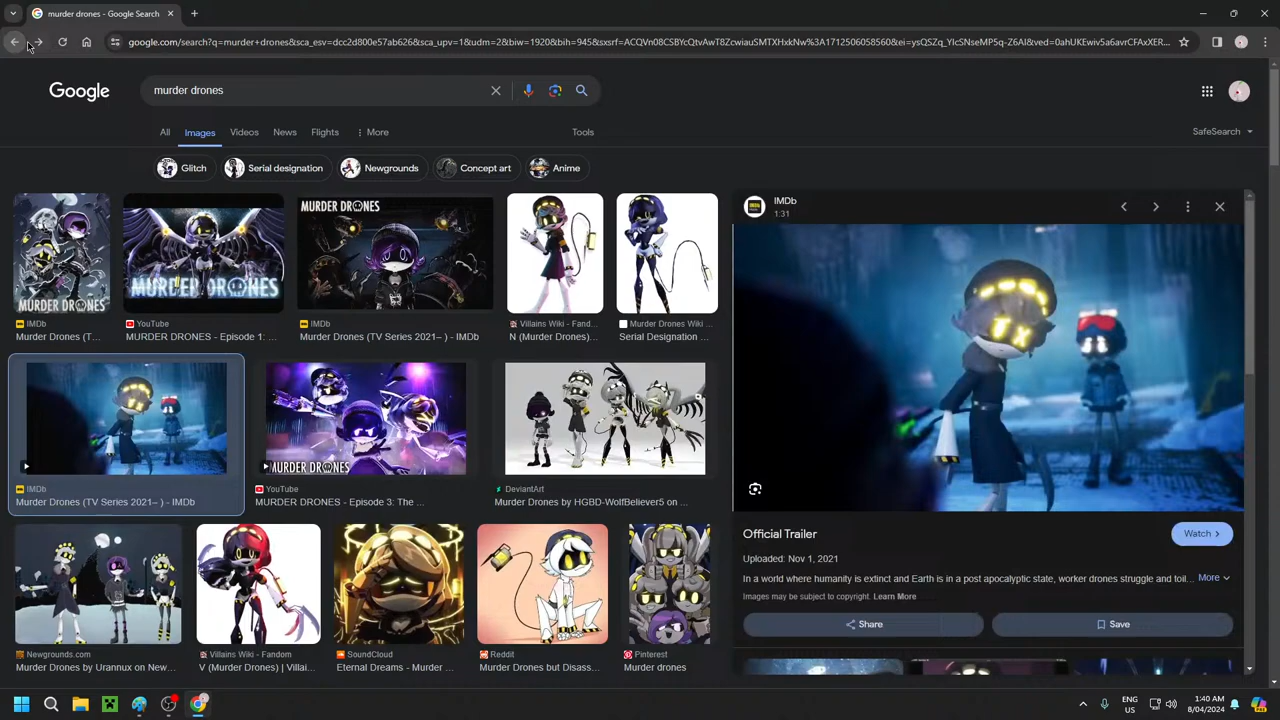 murder drones - Google Search
google.com/search?q=murder+drones&sca_esv=dcc2d800e57ab626&sca_upv=1&udm=2&biw=1920&bih=945&sxsrf=ACQVn08CSBYcQtvAwT8ZcwiauSMTXHxkNw%3A1712506058560&ei=ysQSZq_YIcSNseMP5q-Z6AI&ved=0ahUKEwiv5a6avrCFAxXER...
Google
murder drones
All
Images
Videos
News
Flights
More
Tools
SafeSearch
Glitch
Serial designation
Newgrounds
Concept art
Anime
MURDER DRONES
IMDb
Murder Drones (T...
MURDER DRONES
YouTube
MURDER DRONES - Episode 1: ...
MURDER DRONES
IMDb
Murder Drones (TV Series 2021– ) - IMDb
Villains Wiki - Fand...
N (Murder Drones)...
Murder Drones Wiki ...
Serial Designation ...
IMDb
Murder Drones (TV Series 2021– ) - IMDb
MURDER DRONES
YouTube
MURDER DRONES - Episode 3: The ...
DeviantArt
Murder Drones by HGBD-WolfBeliever5 on ...
Newgrounds.com
Murder Drones by Urannux on New...
Villains Wiki - Fandom
V (Murder Drones) | Villai...
SoundCloud
Eternal Dreams - Murder ...
Reddit
Murder Drones but Disass...
Pinterest
Murder drones
IMDb
1:31
Official Trailer
Watch
Uploaded: Nov 1, 2021
In a world where humanity is extinct and Earth is in a post apocalyptic state, worker drones struggle and toil... More
Images may be subject to copyright. Learn More
Share
Save
ENG
US
1:40 AM
8/04/2024